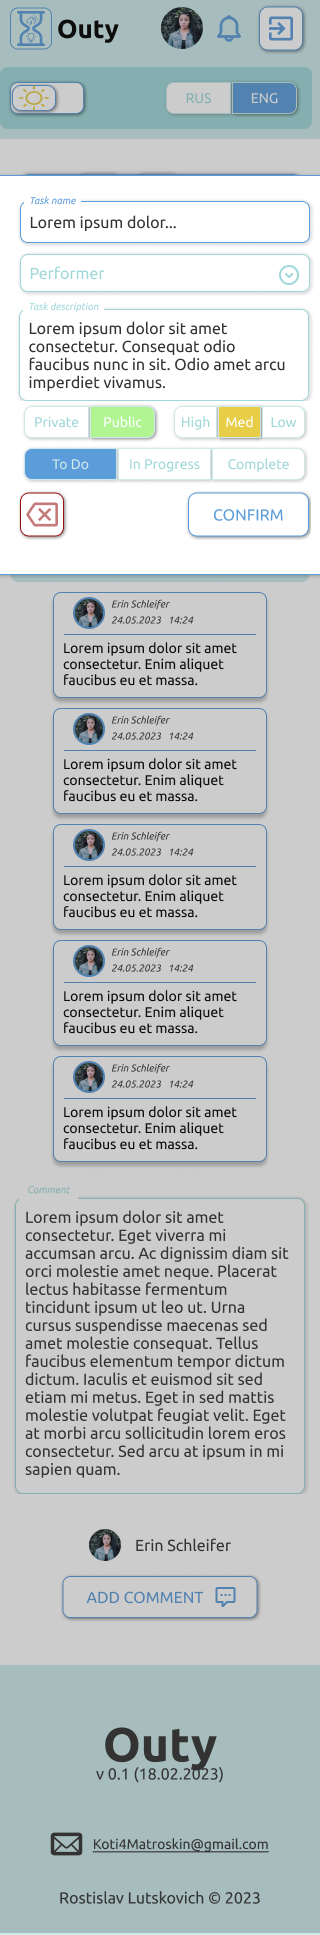 Outy
RUS ENG
Task name
Lorem ipsum dolor...
Performer
Task description
Lorem ipsum dolor sit amet
consectetur. Consequat odio
faucibus nunc in sit. Odio amet arcu
imperdiet vivamus.
Private Public High Med Low
To Do In Progress Complete
CONFIRM
Erin Schleifer
24.05.2023 14:24
Lorem ipsum dolor sit amet
consectetur. Enim aliquet
faucibus eu et massa.
Erin Schleifer
24.05.2023 14:24
Lorem ipsum dolor sit amet
consectetur. Enim aliquet
faucibus eu et massa.
Erin Schleifer
24.05.2023 14:24
Lorem ipsum dolor sit amet
consectetur. Enim aliquet
faucibus eu et massa.
Erin Schleifer
24.05.2023 14:24
Lorem ipsum dolor sit amet
consectetur. Enim aliquet
faucibus eu et massa.
Erin Schleifer
24.05.2023 14:24
Lorem ipsum dolor sit amet
consectetur. Enim aliquet
faucibus eu et massa.
Comment
Lorem ipsum dolor sit amet
consectetur. Eget viverra mi
accumsan arcu. Ac dignissim diam sit
orci molestie amet neque. Placerat
lectus habitasse fermentum
tincidunt ipsum ut leo ut. Urna
cursus suspendisse maecenas sed
amet molestie consequat. Tellus
faucibus elementum tempor dictum
dictum. Iaculis et euismod sit sed
etiam mi metus. Eget in sed mattis
molestie volutpat feugiat velit. Eget
at morbi arcu sollicitudin lorem eros
consectetur. Sed arcu at ipsum in mi
sapien quam.
Erin Schleifer
ADD COMMENT
Outy
v 0.1 (18.02.2023)
Koti4Matroskin@gmail.com
Rostislav Lutskovich © 2023